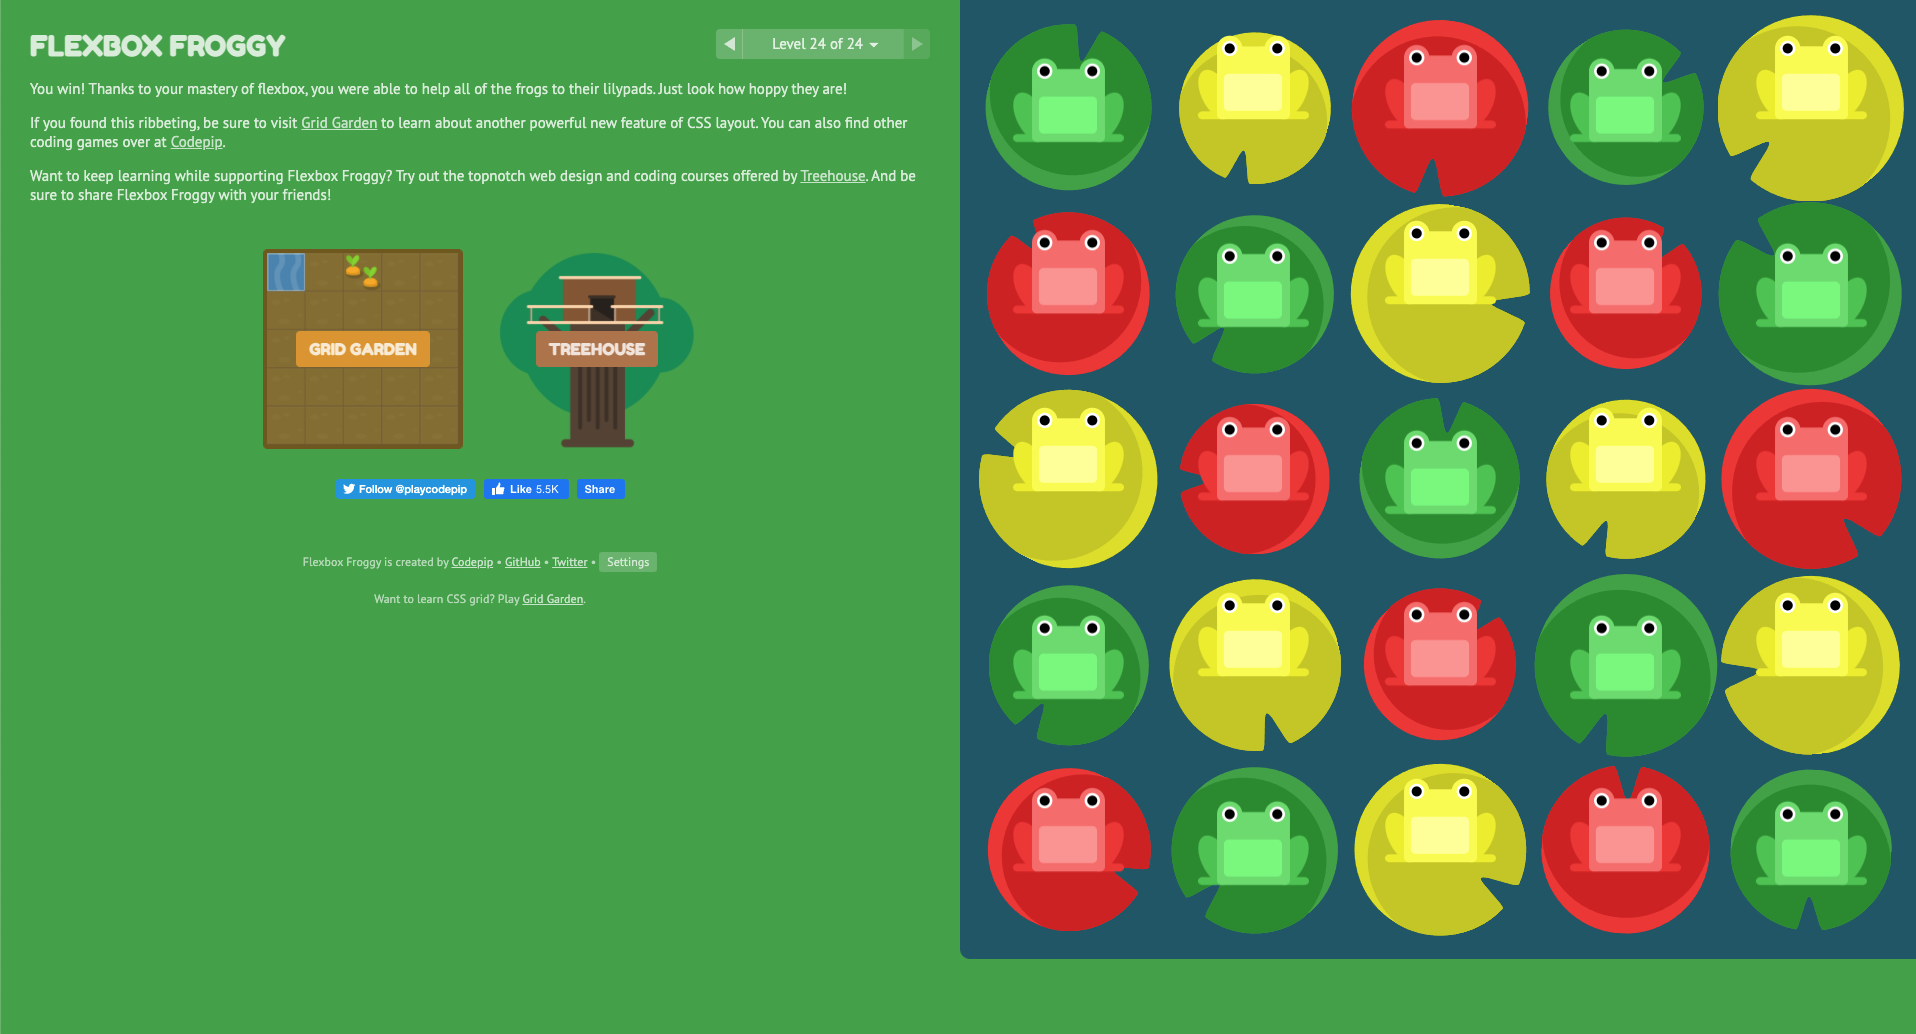 FLEXBOX FROGGY
Level 24 of 24
You win! Thanks to your mastery of flexbox, you were able to help all of the frogs to their lilypads. Just look how hoppy they are!
If you found this ribbeting, be sure to visit Grid Garden to learn about another powerful new feature of CSS layout. You can also find other
coding games over at Codepip.
Want to keep learning while supporting Flexbox Froggy? Try out the topnotch web design and coding courses offered by Treehouse. And be
sure to share Flexbox Froggy with your friends!
GRID GARDEN
TREEHOUSE
Follow @playcodepip
Like 5.5K
Share
Flexbox Froggy is created by Codepip • GitHub • Twitter • Settings
Want to learn CSS grid? Play Grid Garden.